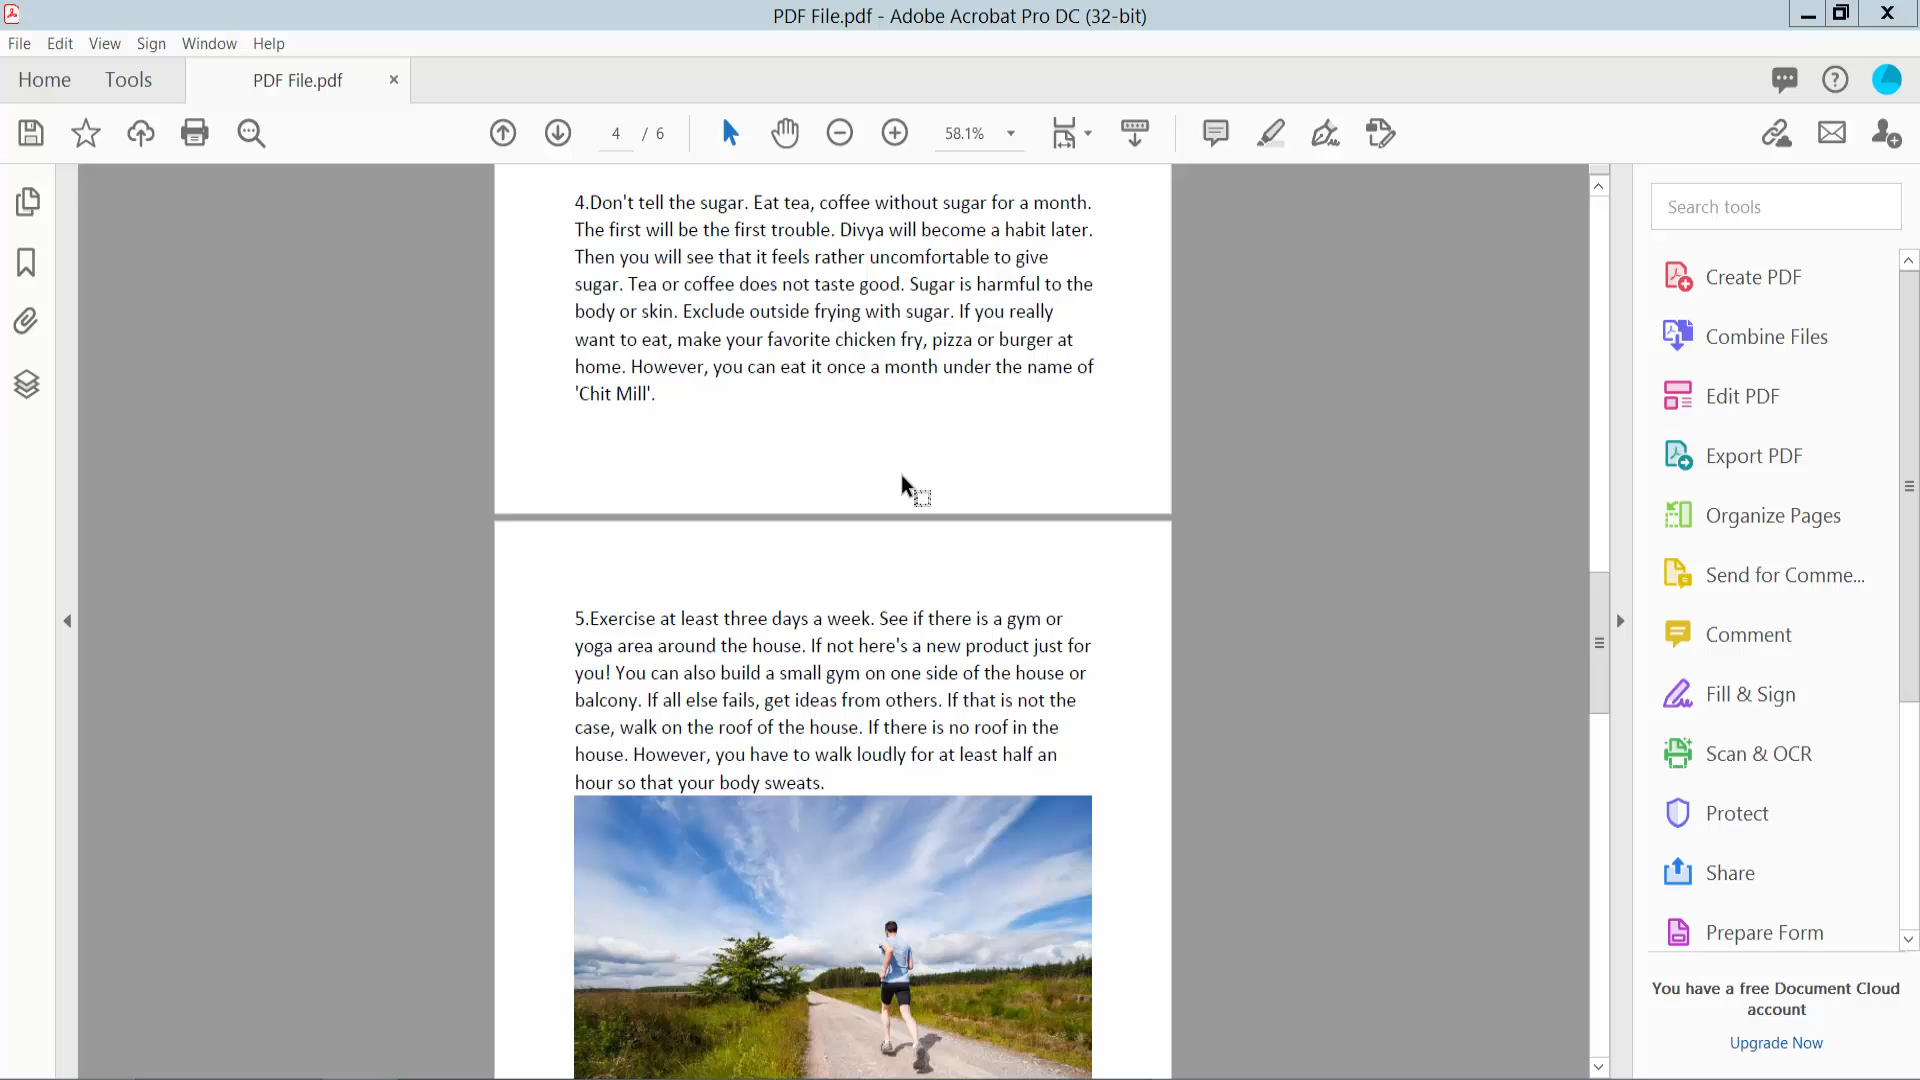 PDF File.pdf - Adobe Acrobat Pro DC (32-bit)
File Edit View Sign Window Help
Home Tools PDF File.pdf
4 / 6 58.1%
4.Don't tell the sugar. Eat tea, coffee without sugar for a month.
The first will be the first trouble. Divya will become a habit later.
Then you will see that it feels rather uncomfortable to give
sugar. Tea or coffee does not taste good. Sugar is harmful to the
body or skin. Exclude outside frying with sugar. If you really
want to eat, make your favorite chicken fry, pizza or burger at
home. However, you can eat it once a month under the name of
'Chit Mill'.
5.Exercise at least three days a week. See if there is a gym or
yoga area around the house. If not here's a new product just for
you! You can also build a small gym on one side of the house or
balcony. If all else fails, get ideas from others. If that is not the
case, walk on the roof of the house. If there is no roof in the
house. However, you have to walk loudly for at least half an
hour so that your body sweats.
Search tools
Create PDF
Combine Files
Edit PDF
Export PDF
Organize Pages
Send for Comme...
Comment
Fill & Sign
Scan & OCR
Protect
Share
Prepare Form
You have a free Document Cloud
account
Upgrade Now